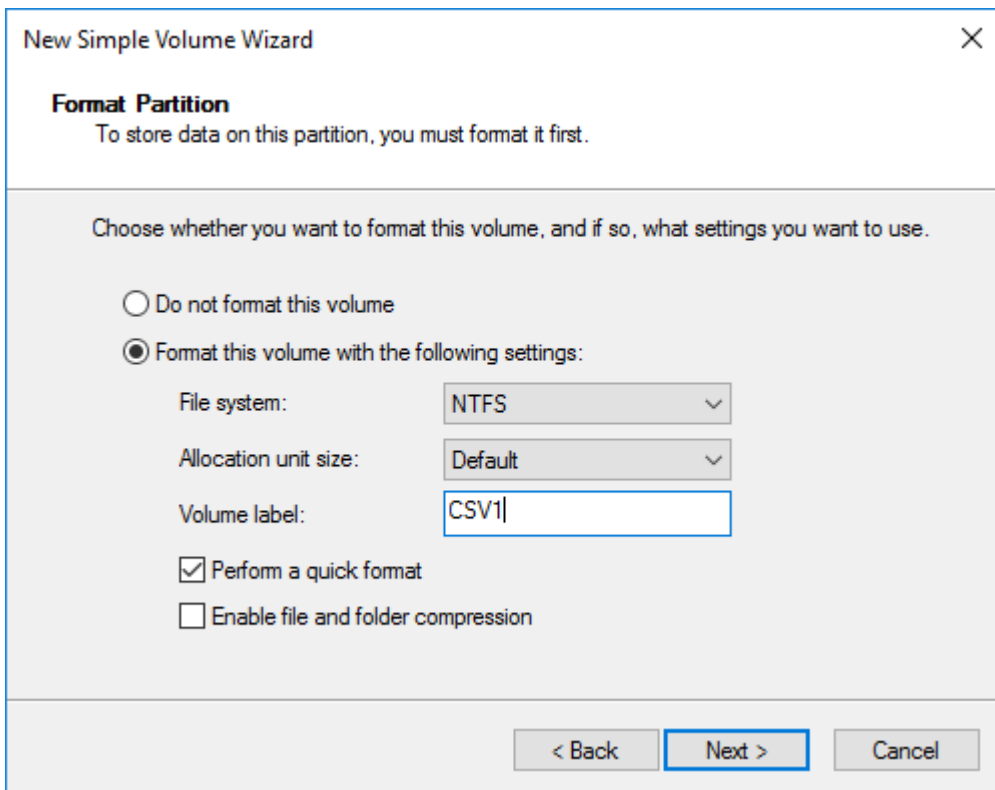 New Simple Volume Wizard
Format Partition
To store data on this partition, you must format it first.
Choose whether you want to format this volume, and if so, what settings you want to use.
Do not format this volume
Format this volume with the following settings:
File system: NTFS
Allocation unit size: Default
Volume label: CSV1
Perform a quick format
Enable file and folder compression
< Back Next > Cancel